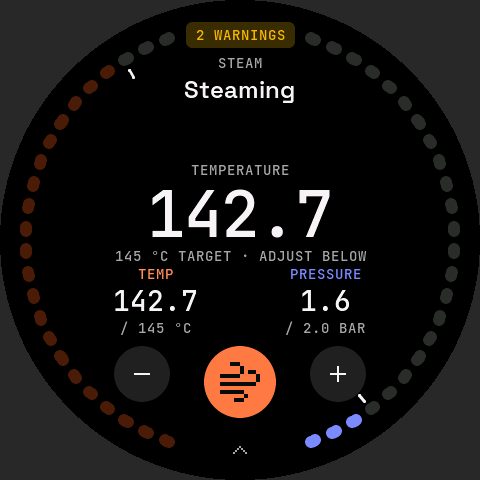 2 WARNINGS
STEAM
Steaming
TEMPERATURE
142.7
145 °C TARGET · ADJUST BELOW
TEMP PRESSURE
142.7 1.6
/ 145 °C / 2.0 BAR
− +